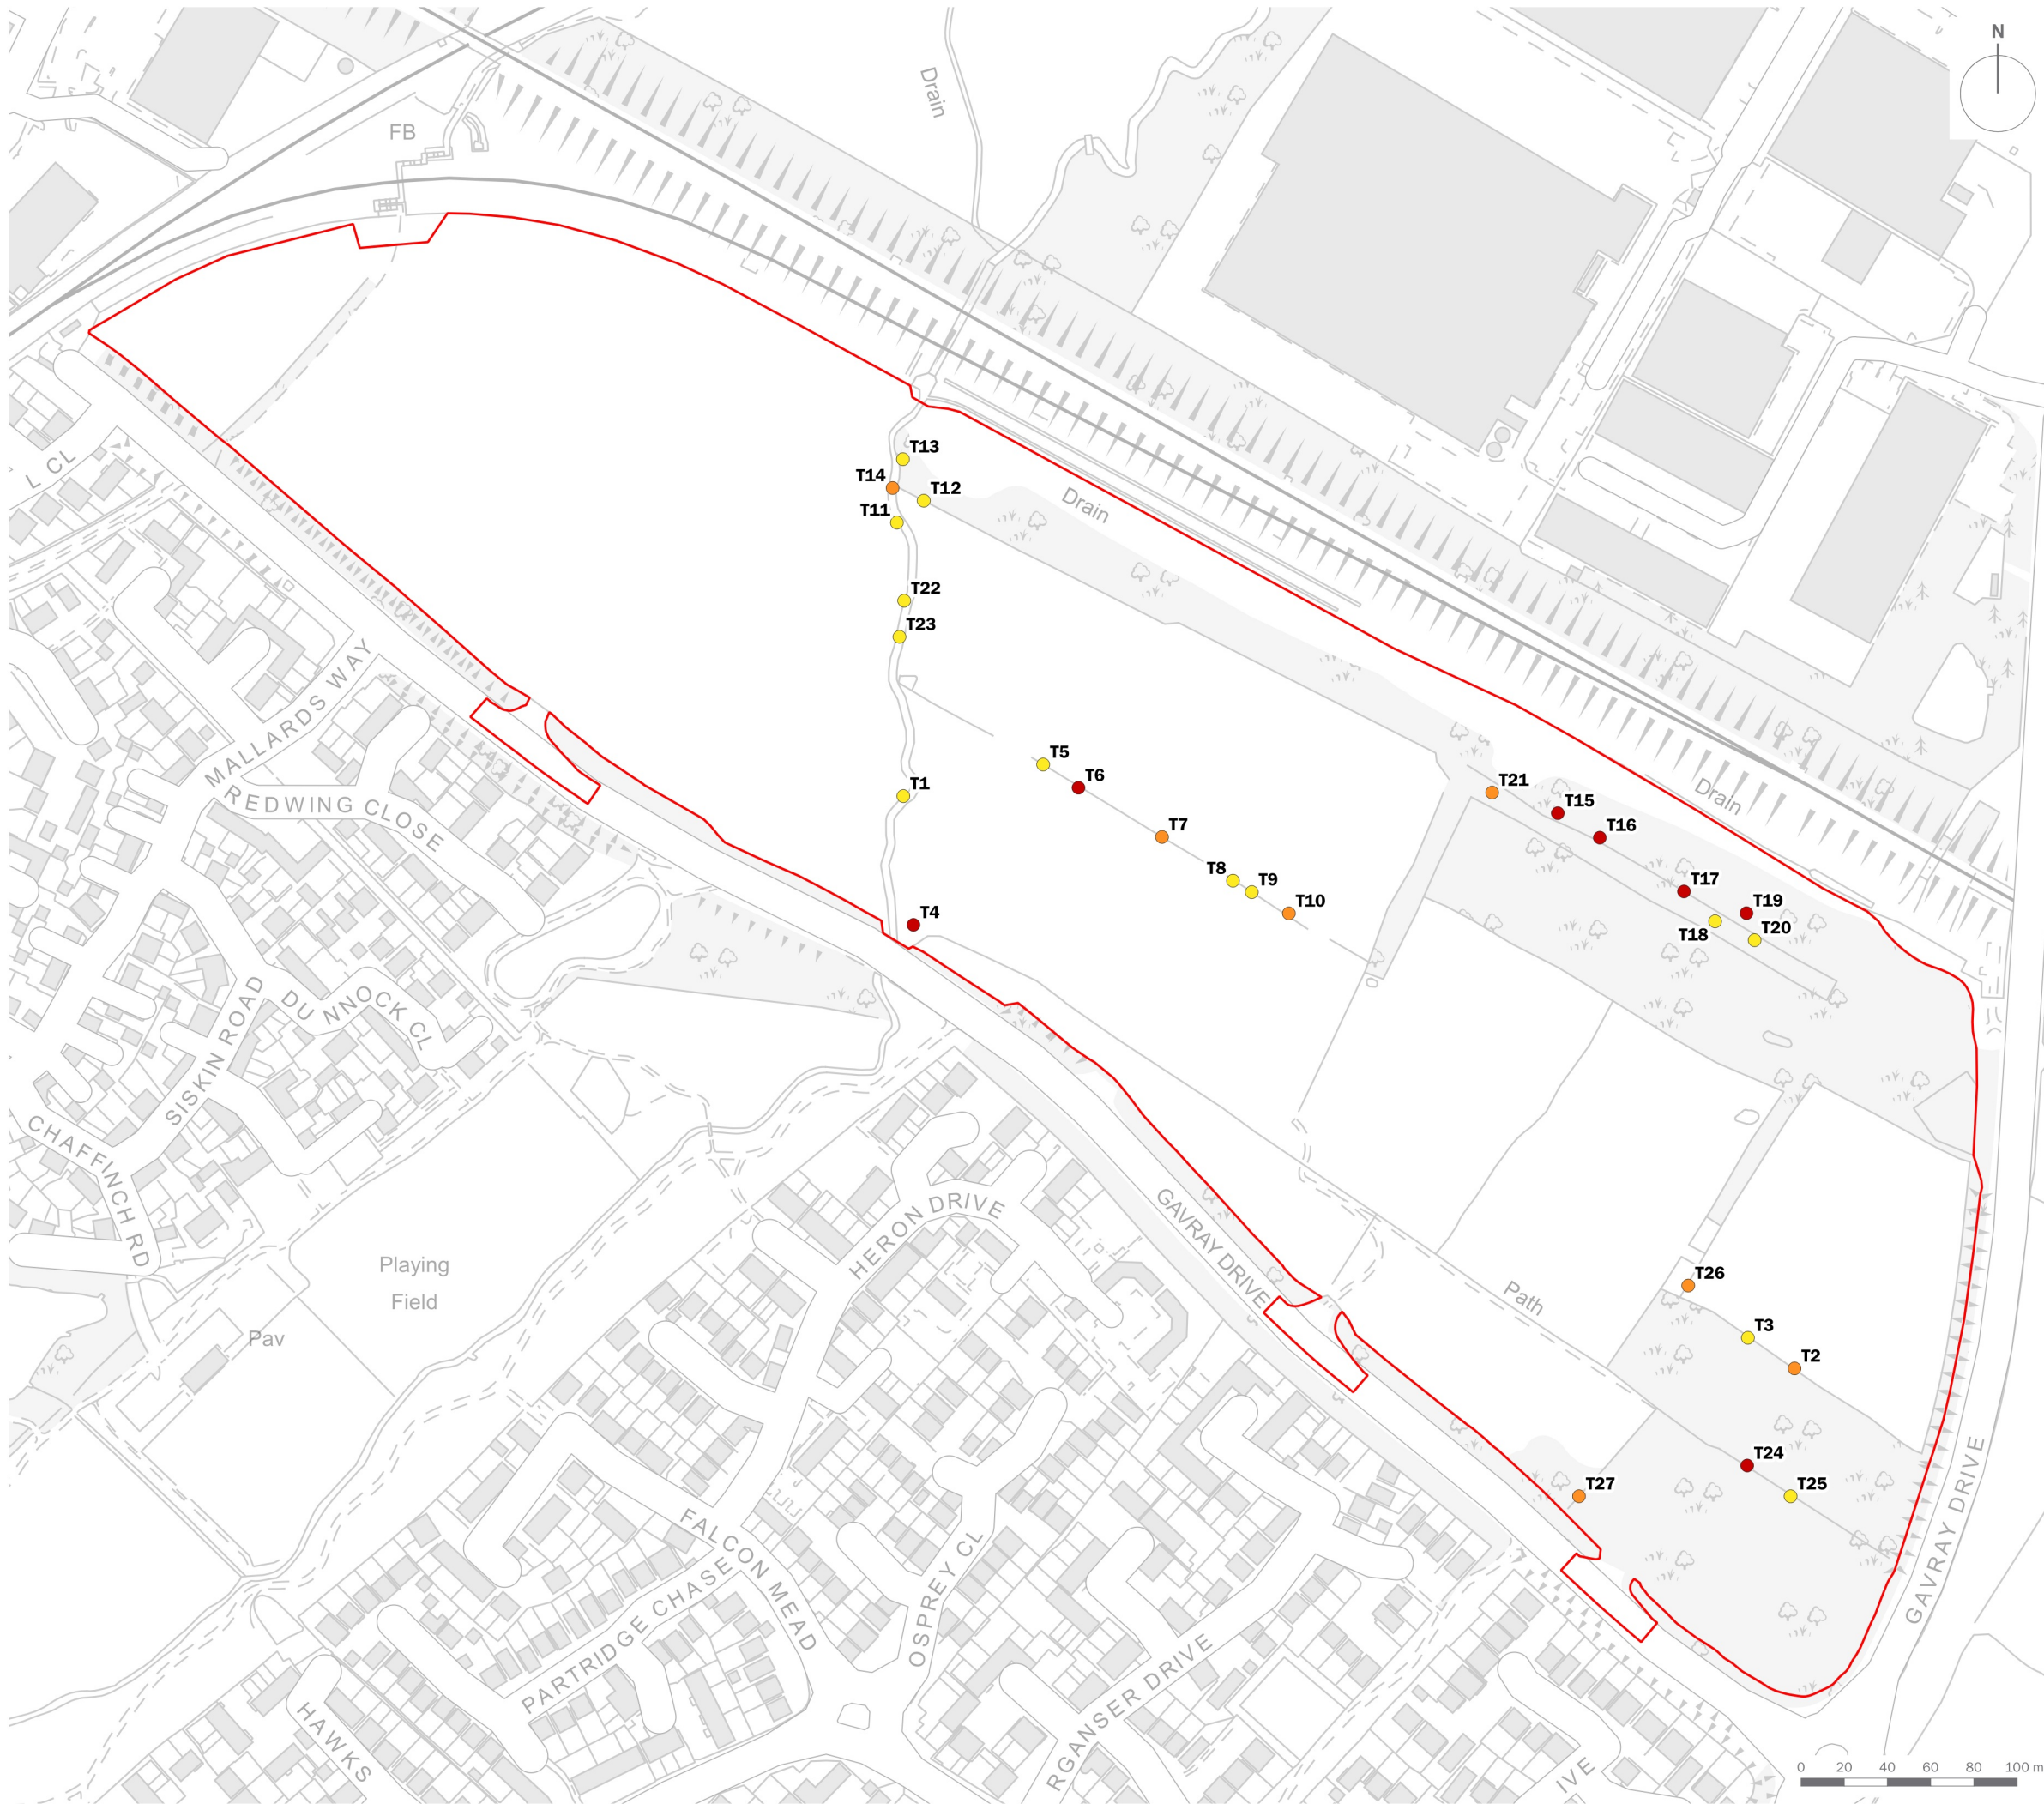 N
Drain
FB
T13
T14
T12
T11
Drain
L CL
T22
T23
MALLARDS WAY
T5
T6
T1
T21
T15
Drain
REDWING CLOSE
T7
T16
T8
T9
T10
T17
T19
T18
T20
T4
DUNNOCK CL
SISKIN ROAD
CHAFFINCH RD
HERON DRIVE
GAVRAY DRIVE
Playing
Field
Pav
T26
Path
T3
T2
T24
T25
T27
GAVRAY DRIVE
FALCON MEAD
PARTRIDGE CHASE
OSPREY CL
RGANSER DRIVE
HAWKS
IVE
0 20 40 60 80 100 m